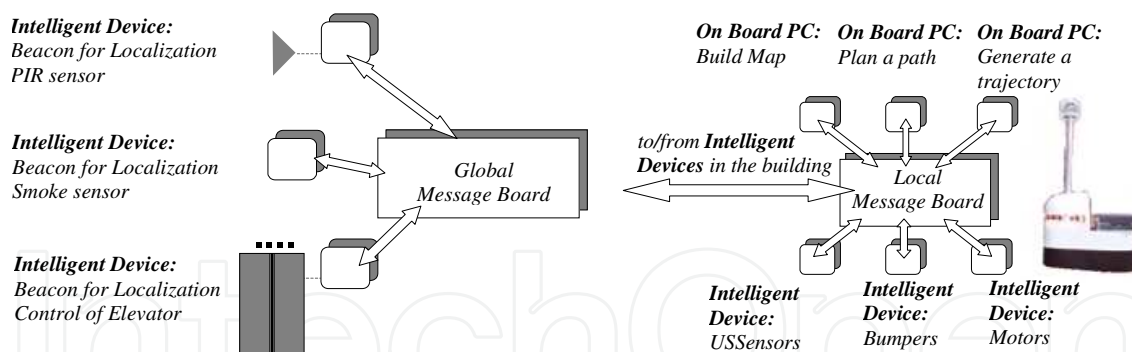 Intelligent Device:
Beacon for Localization
PIR sensor
Intelligent Device:
Beacon for Localization
Smoke sensor
Intelligent Device:
Beacon for Localization
Control of Elevator
Global
Message Board
to/from Intelligent
Devices in the building
On Board PC:
Build Map
On Board PC:
Plan a path
On Board PC:
Generate a
trajectory
Local
Message Board
Intelligent
Device:
USSensors
Intelligent
Device:
Bumpers
Intelligent
Device:
Motors
IntechOpen